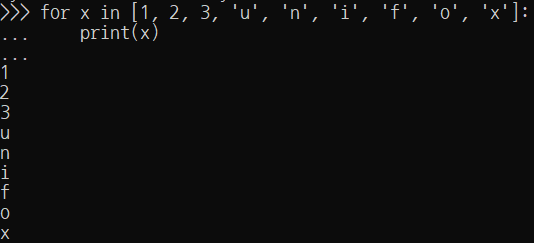 >>> for x in [1, 2, 3, 'u', 'n', 'i', 'f', 'o', 'x']:
...     print(x)
...
1
2
3
u
n
i
f
o
x